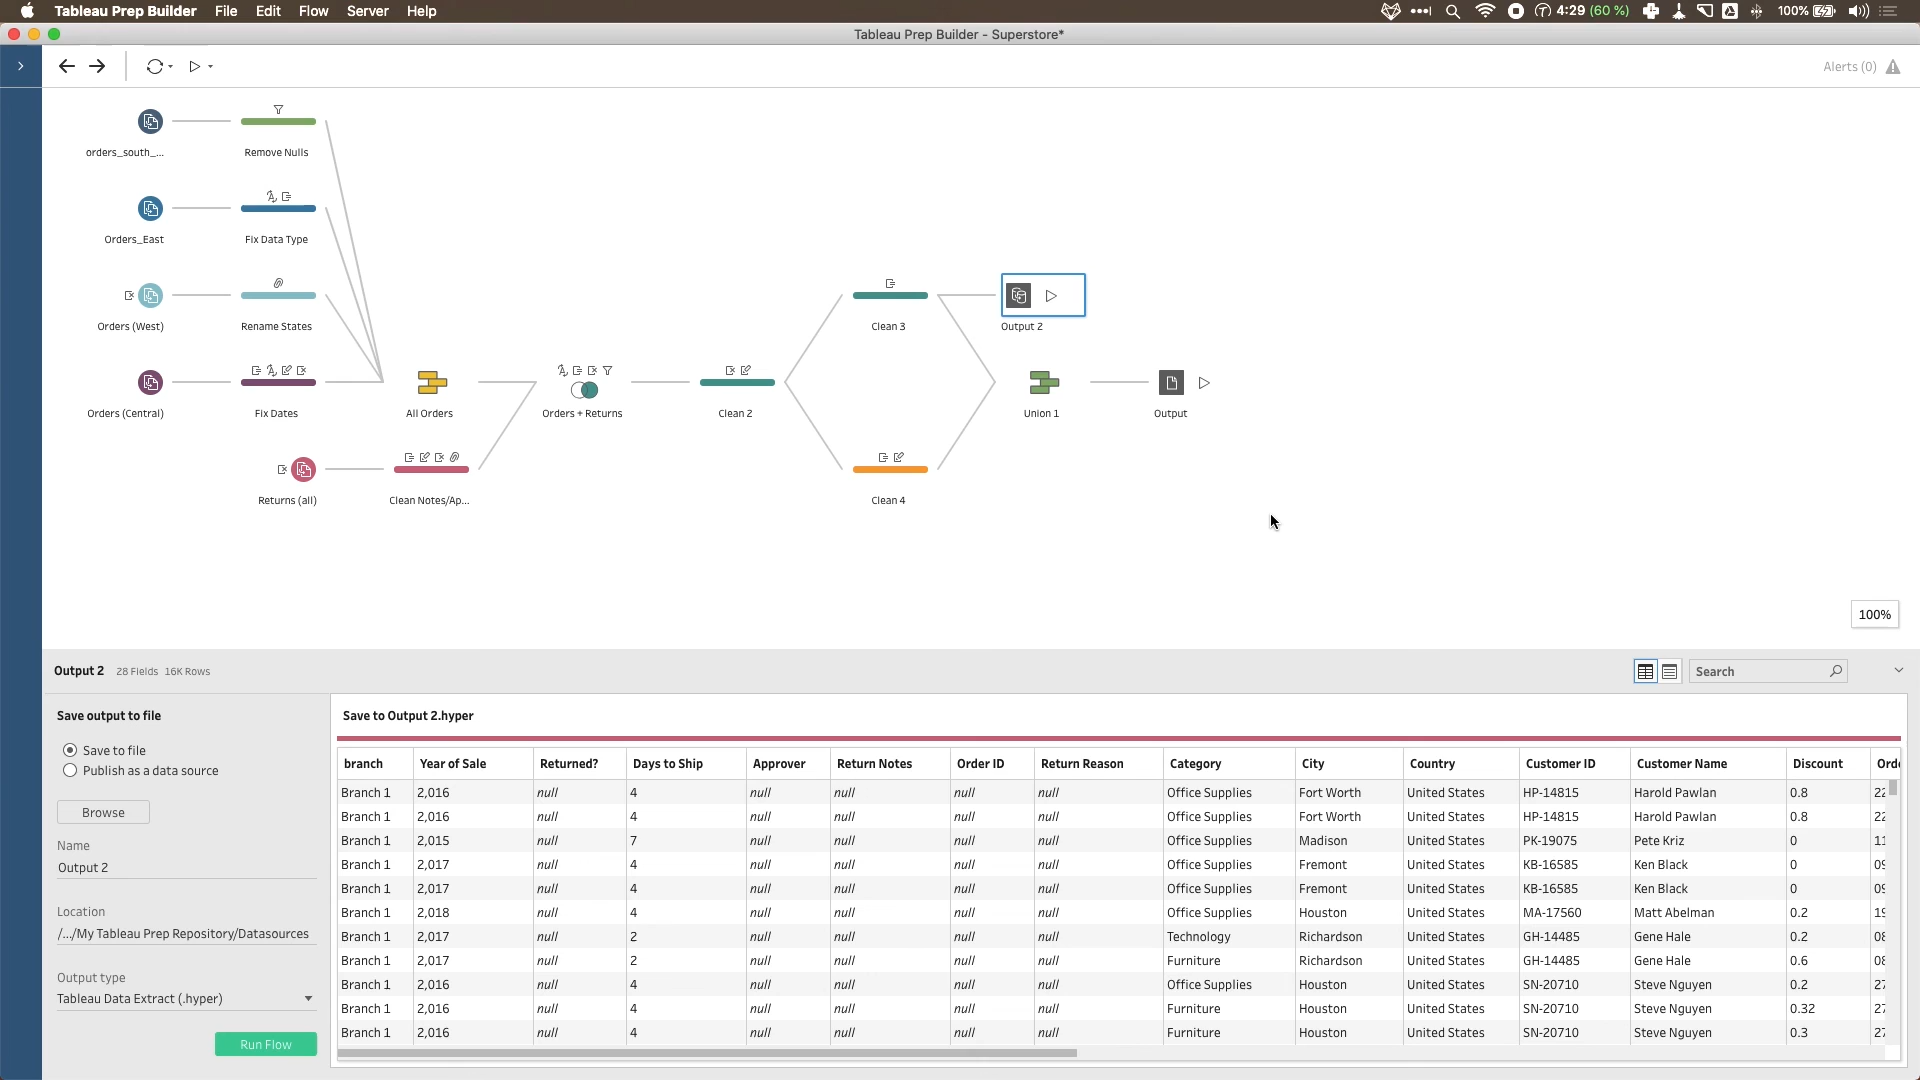 Tableau Prep Builder File Edit Flow Server Help
4:29 (60 %) 100%
Tableau Prep Builder - Superstore*
Alerts (0)
orders_south_...
Remove Nulls
Orders_East
Fix Data Type
Orders (West)
Rename States
Clean 3
Output 2
Orders (Central)
Fix Dates
All Orders
Orders + Returns
Clean 2
Union 1
Output
Returns (all)
Clean Notes/Ap...
Clean 4
100%
Output 2 28 Fields 16K Rows
Search
Save output to file
Save to file
Publish as a data source
Browse
Name
Output 2
Location
/.../My Tableau Prep Repository/Datasources
Output type
Tableau Data Extract (.hyper)
Run Flow
Save to Output 2.hyper
branch Year of Sale Returned? Days to Ship Approver Return Notes Order ID Return Reason Category City Country Customer ID Customer Name Discount
Branch 1 2,016 null 4 null null null null Office Supplies Fort Worth United States HP-14815 Harold Pawlan 0.8 22
Branch 1 2,016 null 4 null null null null Office Supplies Fort Worth United States HP-14815 Harold Pawlan 0.8 22
Branch 1 2,015 null 7 null null null null Office Supplies Madison United States PK-19075 Pete Kriz 0 11
Branch 1 2,017 null 4 null null null null Office Supplies Fremont United States KB-16585 Ken Black 0 09
Branch 1 2,017 null 4 null null null null Office Supplies Fremont United States KB-16585 Ken Black 0 09
Branch 1 2,018 null 4 null null null null Office Supplies Houston United States MA-17560 Matt Abelman 0.2 19
Branch 1 2,017 null 2 null null null null Technology Richardson United States GH-14485 Gene Hale 0.2 08
Branch 1 2,017 null 2 null null null null Furniture Richardson United States GH-14485 Gene Hale 0.6 08
Branch 1 2,016 null 4 null null null null Office Supplies Houston United States SN-20710 Steve Nguyen 0.2 27
Branch 1 2,016 null 4 null null null null Furniture Houston United States SN-20710 Steve Nguyen 0.32 27
Branch 1 2,016 null 4 null null null null Furniture Houston United States SN-20710 Steve Nguyen 0.3 27